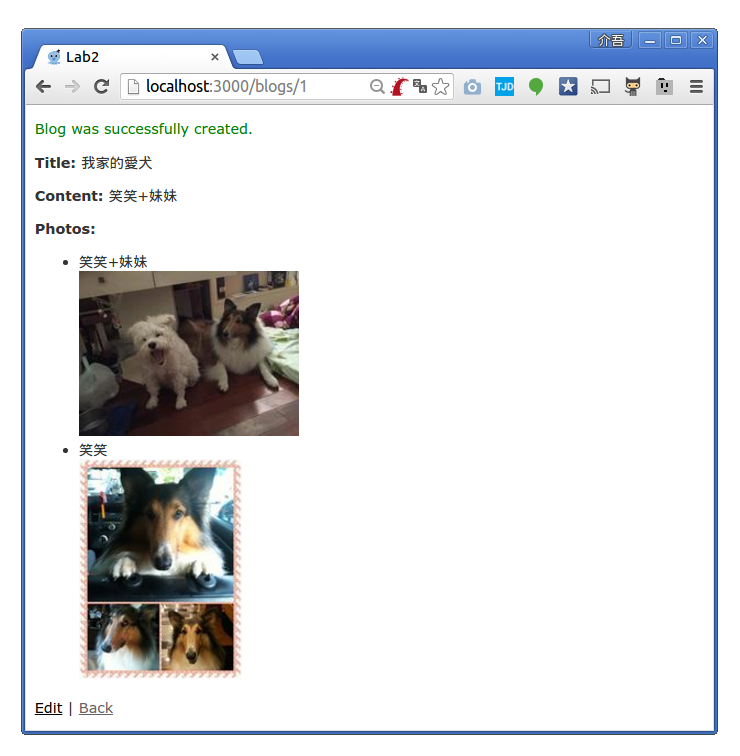 介吾
Lab2
localhost:3000/blogs/1
TJD
Blog was successfully created.
Title: 我家的愛犬
Content: 笑笑+妹妹
Photos:
笑笑+妹妹
笑笑
Edit | Back